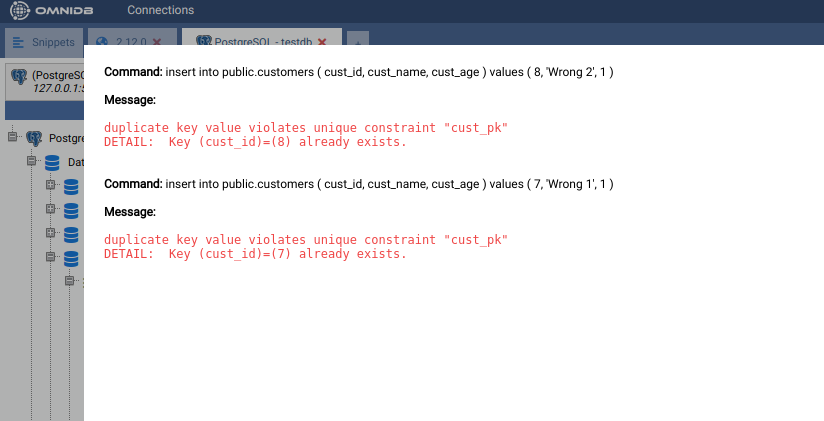 OMNIDB Connections
Snippets 2.12.0 PostgreSQL - testdb +
(PostgreSQ
127.0.0.1:5
Postgre
Dat
Command: insert into public.customers ( cust_id, cust_name, cust_age ) values ( 8, 'Wrong 2', 1 )
Message:
duplicate key value violates unique constraint "cust_pk"
DETAIL:  Key (cust_id)=(8) already exists.
Command: insert into public.customers ( cust_id, cust_name, cust_age ) values ( 7, 'Wrong 1', 1 )
Message:
duplicate key value violates unique constraint "cust_pk"
DETAIL:  Key (cust_id)=(7) already exists.